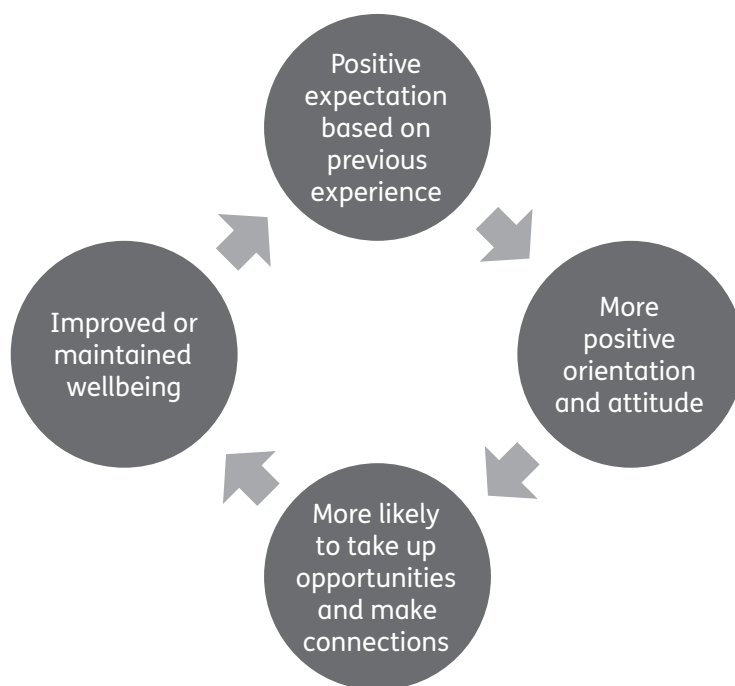 Positive
expectation
based on
previous
experience
More
positive
orientation
and attitude
More likely
to take up
opportunities
and make
connections
Improved or
maintained
wellbeing